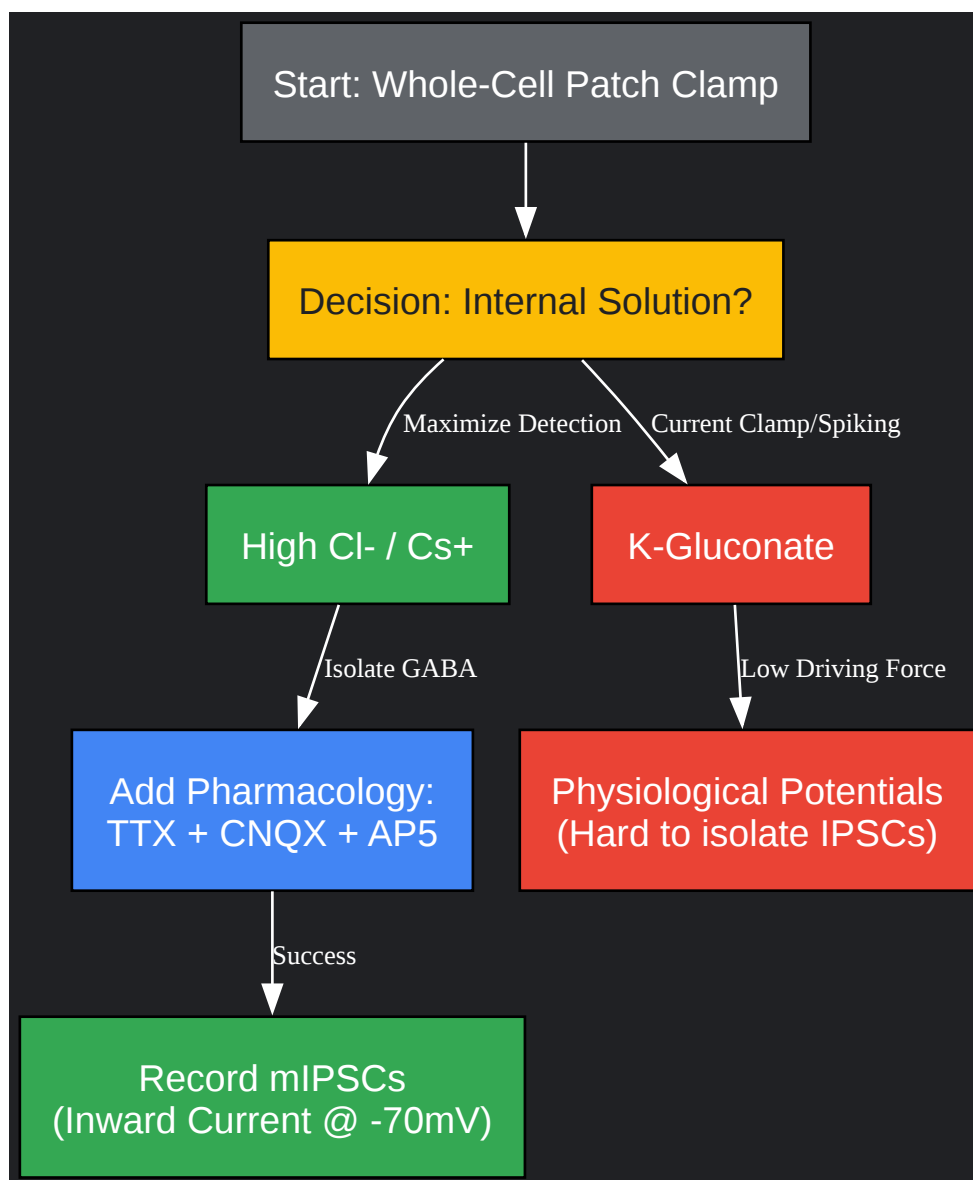 Start: Whole-Cell Patch Clamp
Decision: Internal Solution?
Maximize Detection
Current Clamp/Spiking
High Cl- / Cs+
K-Gluconate
Isolate GABA
Low Driving Force
Add Pharmacology:
TTX + CNQX + AP5
Physiological Potentials
(Hard to isolate IPSCs)
Success
Record mIPSCs
(Inward Current @ -70mV)